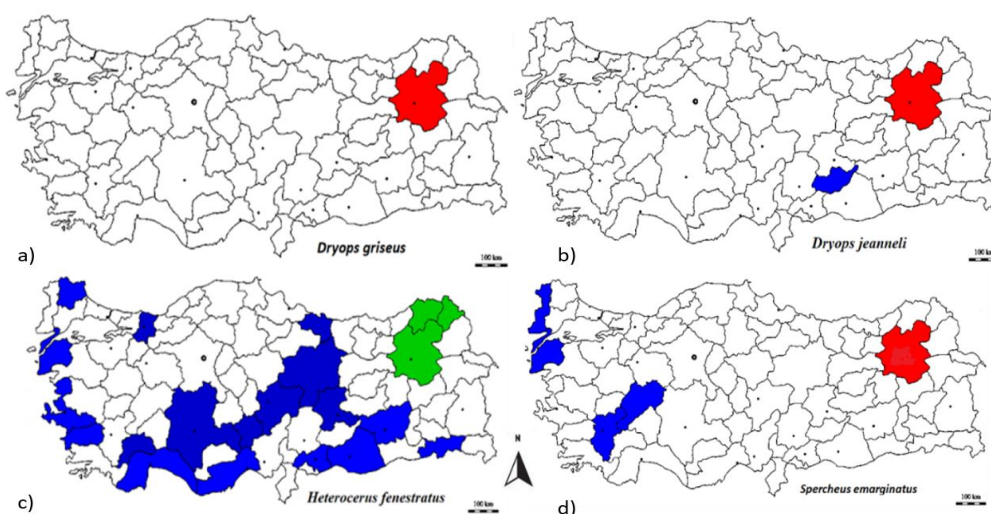 a)
Dryops griseus
100 km
b)
Dryops jeanneli
100 km
c)
Heterocerus fenestratus
100 km
N
d)
Spercheus emarginatus
100 km